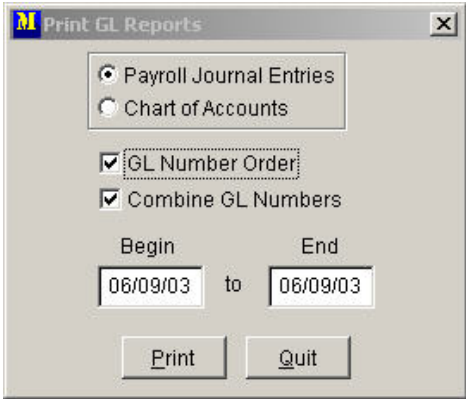 M Print GL Reports
Payroll Journal Entries
Chart of Accounts
GL Number Order
Combine GL Numbers
Begin End
06/09/03 to 06/09/03
Print Quit